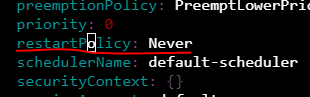 preemptionPolicy: PreemptLowerPrio
priority: 0
restartPolicy: Never
schedulerName: default-scheduler
securityContext: {}